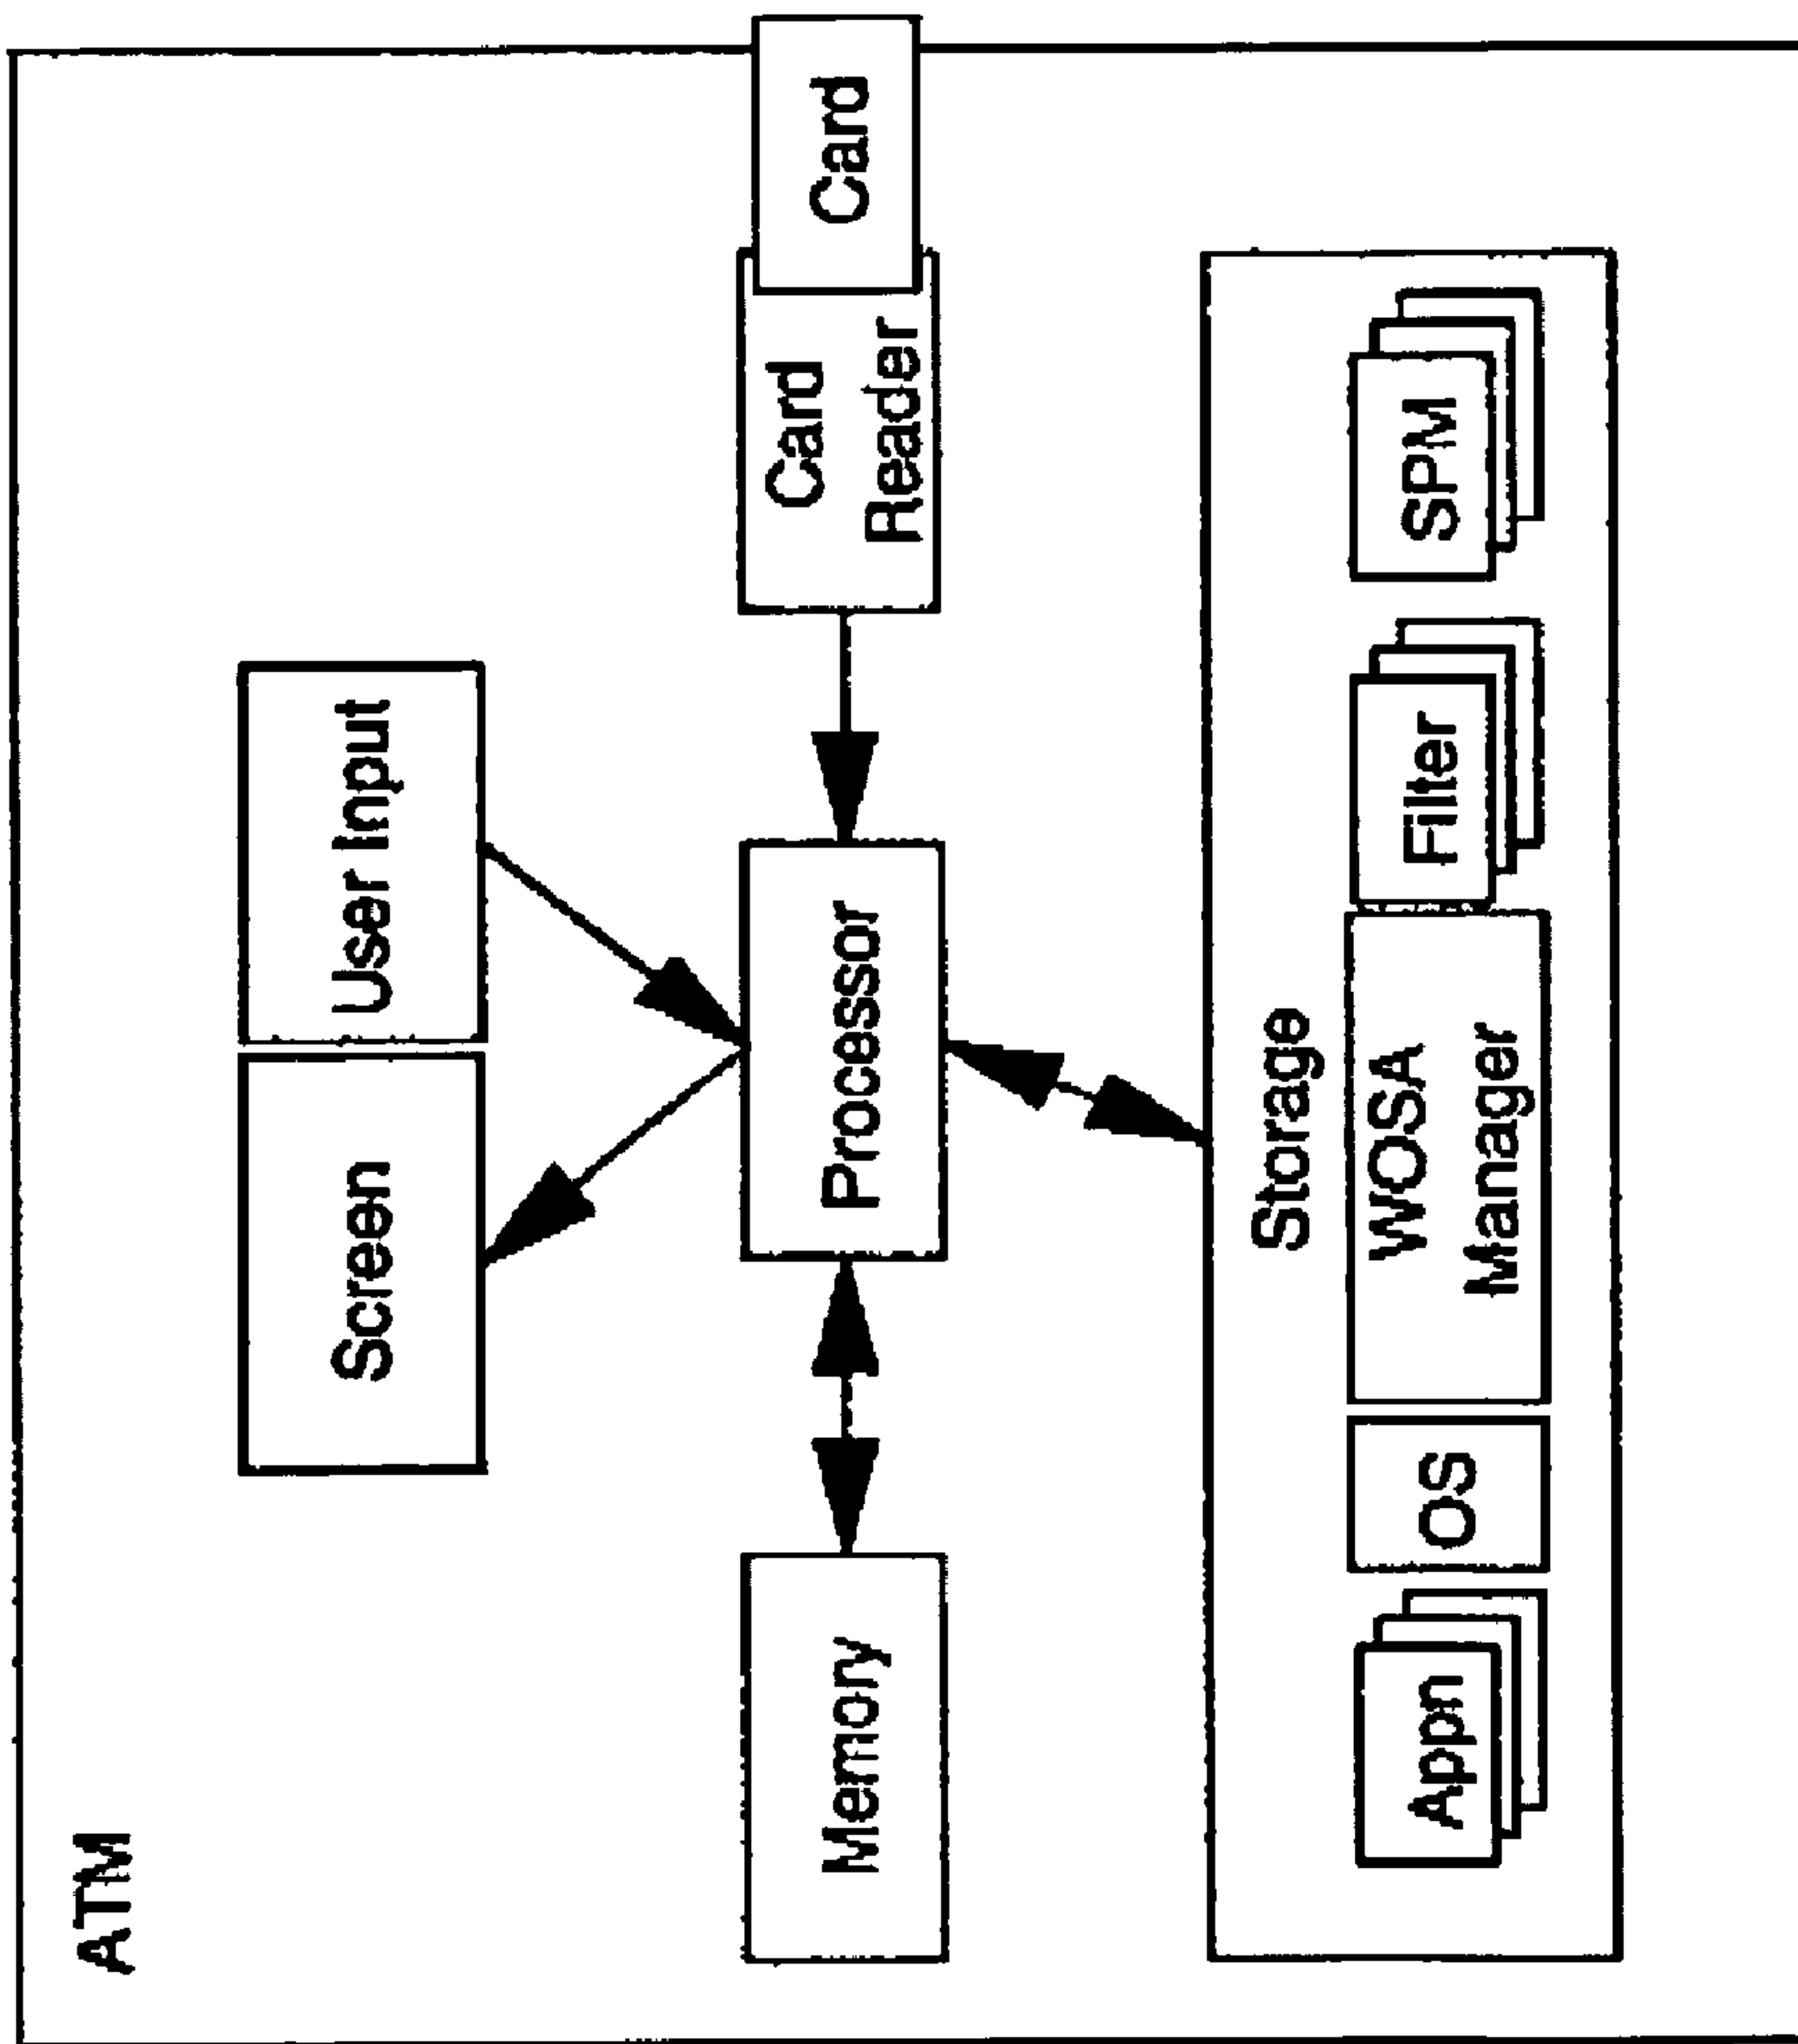 ATM
Screen
User Input
Memory
Processor
Card
Reader
Card
Storage
Appn
OS
WOSA
Manager
Filter
SPM